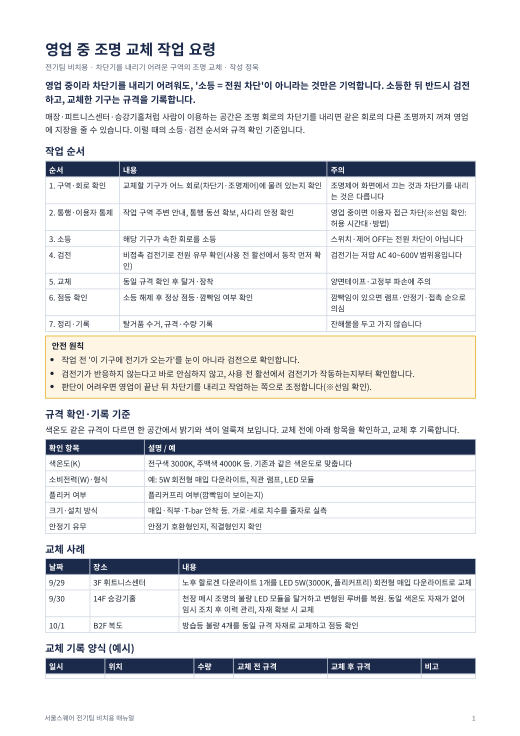 영업 중 조명 교체 작업 요령
전기팀 비치용 · 차단기를 내리기 어려운 구역의 조명 교체 · 작성 정욱
영업 중이라 차단기를 내리기 어려워도, '소등 = 전원 차단'이 아니라는 것만은 기억합니다. 소등한 뒤 반드시 검전
하고, 교체한 기구는 규격을 기록합니다.
매장·피트니스센터·승강기홀처럼 사람이 이용하는 공간은 조명 회로의 차단기를 내리면 같은 회로의 다른 조명까지 꺼져 영업
에 지장을 줄 수 있습니다. 이럴 때의 소등·검전 순서와 규격 확인 기준입니다.
작업 순서
순서 내용 주의
1. 구역·회로 확인 교체할 기구가 어느 회로(차단기·조명제어)에 물려 있는지 확인 조명제어 화면에서 끄는 것과 차단기를 내리
는 것은 다릅니다
2. 통행·이용자 통제 작업 구역 주변 안내, 통행 동선 확보, 사다리 안정 확인 영업 중이면 이용자 접근 차단(※선임 확인:
허용 시간대·방법)
3. 소등 해당 기구가 속한 회로를 소등 스위치·제어 OFF는 전원 차단이 아닙니다
4. 검전 비접촉 검전기로 전원 유무 확인(사용 전 활선에서 동작 먼저 확
인) 검전기는 저압 AC 40~600V 범위용입니다
5. 교체 동일 규격 확인 후 탈거·장착 양면테이프·고정부 파손에 주의
6. 점등 확인 소등 해제 후 정상 점등·깜빡임 여부 확인 깜빡임이 있으면 램프·안정기·접촉 순으로
의심
7. 정리·기록 탈거품 수거, 규격·수량 기록 잔해물을 두고 가지 않습니다
안전 원칙
• 작업 전 '이 기구에 전기가 오는가'를 눈이 아니라 검전으로 확인합니다.
• 검전기가 반응하지 않는다고 바로 안심하지 않고, 사용 전 활선에서 검전기가 작동하는지부터 확인합니다.
• 판단이 어려우면 영업이 끝난 뒤 차단기를 내리고 작업하는 쪽으로 조정합니다(※선임 확인).
규격 확인·기록 기준
색온도 같은 규격이 다르면 한 공간에서 밝기와 색이 얼룩져 보입니다. 교체 전에 아래 항목을 확인하고, 교체 후 기록합니다.
확인 항목 설명 / 예
색온도(K) 전구색 3000K, 주백색 4000K 등. 기존과 같은 색온도로 맞춥니다
소비전력(W)·형식 예: 5W 회전형 매입 다운라이트, 직관 램프, LED 모듈
플리커 여부 플리커프리 여부(깜빡임이 보이는지)
크기·설치 방식 매입·직부·T-bar 안착 등. 가로·세로 치수를 줄자로 실측
안정기 유무 안정기 호환형인지, 직결형인지 확인
교체 사례
날짜 장소 내용
9/29 3F 휘트니스센터 노후 할로겐 다운라이트 1개를 LED 5W(3000K, 플리커프리) 회전형 매입 다운라이트로 교체
9/30 14F 승강기홀 천장 메시 조명의 불량 LED 모듈을 탈거하고 변형된 루버를 복원. 동일 색온도 자재가 없어
임시 조치 후 이력 관리, 자재 확보 시 교체
10/1 B2F 복도 방습등 불량 4개를 동일 규격 자재로 교체하고 점등 확인
교체 기록 양식 (예시)
일시 위치 수량 교체 전 규격 교체 후 규격 비고
서울스퀘어 전기팀 비치용 매뉴얼 1